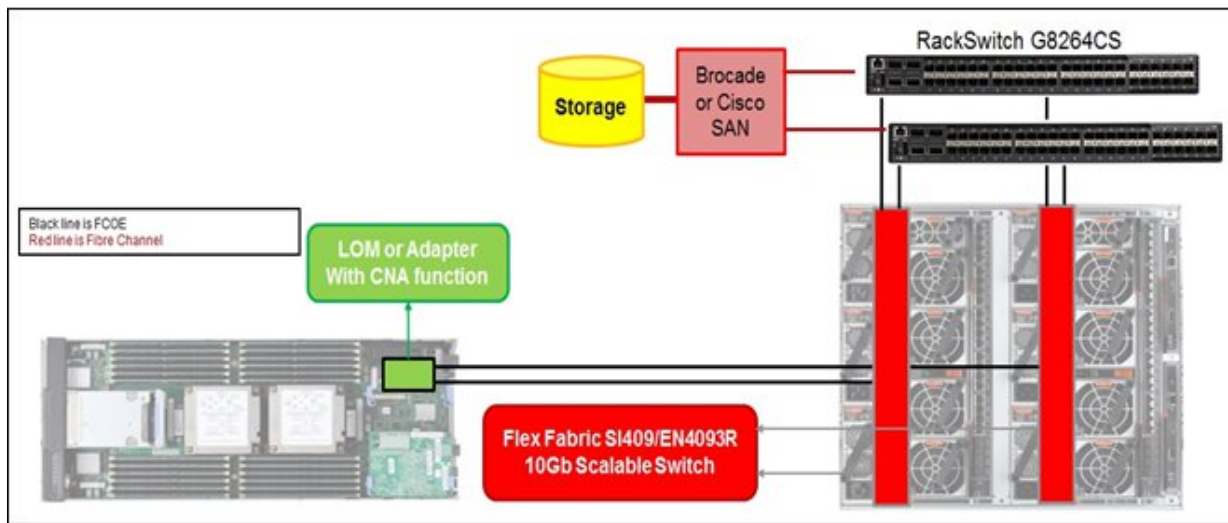 RackSwitch G8264CS
Storage
Brocade
or Cisco
SAN
Black line is FCOE
Red line is Fibre Channel
LOM or Adapter
With CNA function
Flex Fabric SI409/EN4093R
10Gb Scalable Switch